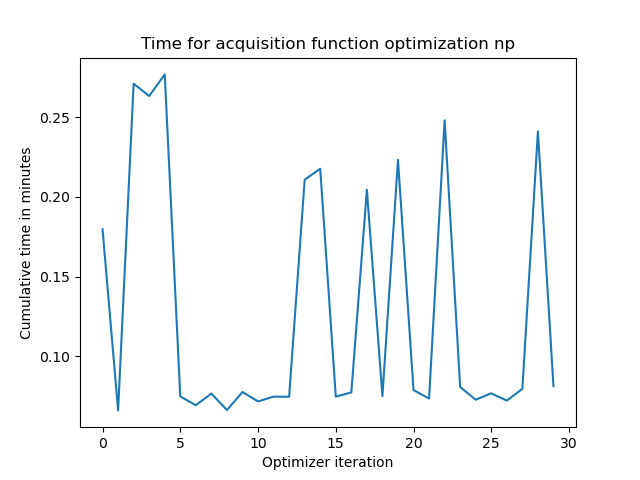 Time for acquisition function optimization np
Cumulative time in minutes
0.25
0.20
0.15
0.10
0 5 10 15 20 25 30
Optimizer iteration